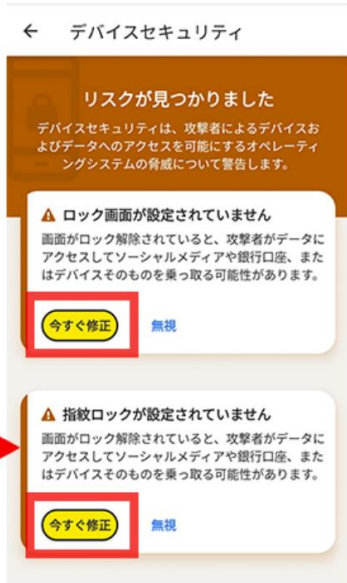 デバイスセキュリティ
リスクが見つかりました
デバイスセキュリティは、攻撃者によるデバイスお
よびデータへのアクセスを可能にするオペレーティ
ングシステムの脅威について警告します。
ロック画面が設定されていません
画面がロック解除されていると、攻撃者がデータに
アクセスしてソーシャルメディアや銀行口座、また
はデバイスそのものを乗っ取る可能性があります。
今すぐ修正 無視
指紋ロックが設定されていません
画面がロック解除されていると、攻撃者がデータに
アクセスしてソーシャルメディアや銀行口座、また
はデバイスそのものを乗っ取る可能性があります。
今すぐ修正 無視